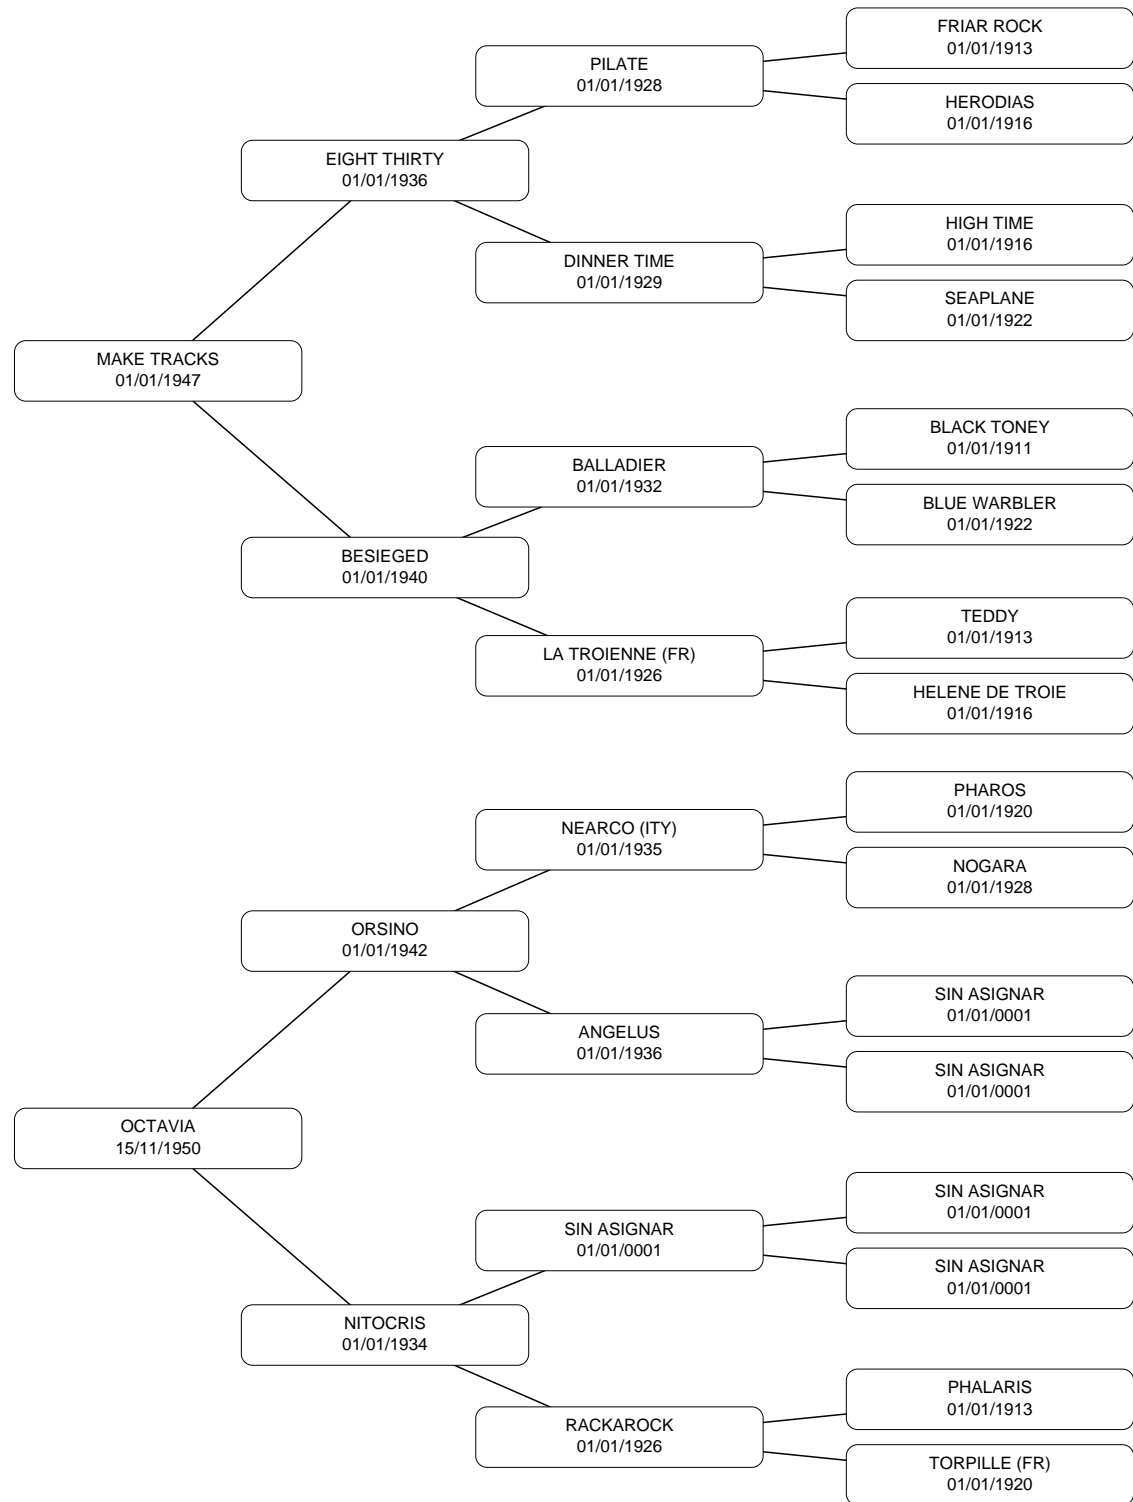 FRIAR ROCK
01/01/1913
PILATE
01/01/1928
HERODIAS
01/01/1916
EIGHT THIRTY
01/01/1936
HIGH TIME
01/01/1916
DINNER TIME
01/01/1929
SEAPLANE
01/01/1922
MAKE TRACKS
01/01/1947
BLACK TONEY
01/01/1911
BALLADIER
01/01/1932
BLUE WARBLER
01/01/1922
BESIEGED
01/01/1940
TEDDY
01/01/1913
LA TROIENNE (FR)
01/01/1926
HELENE DE TROIE
01/01/1916
PHAROS
01/01/1920
NEARCO (ITY)
01/01/1935
NOGARA
01/01/1928
ORSINO
01/01/1942
SIN ASIGNAR
01/01/0001
ANGELUS
01/01/1936
SIN ASIGNAR
01/01/0001
OCTAVIA
15/11/1950
SIN ASIGNAR
01/01/0001
SIN ASIGNAR
01/01/0001
SIN ASIGNAR
01/01/0001
NITOCRIS
01/01/1934
PHALARIS
01/01/1913
RACKAROCK
01/01/1926
TORPILLE (FR)
01/01/1920